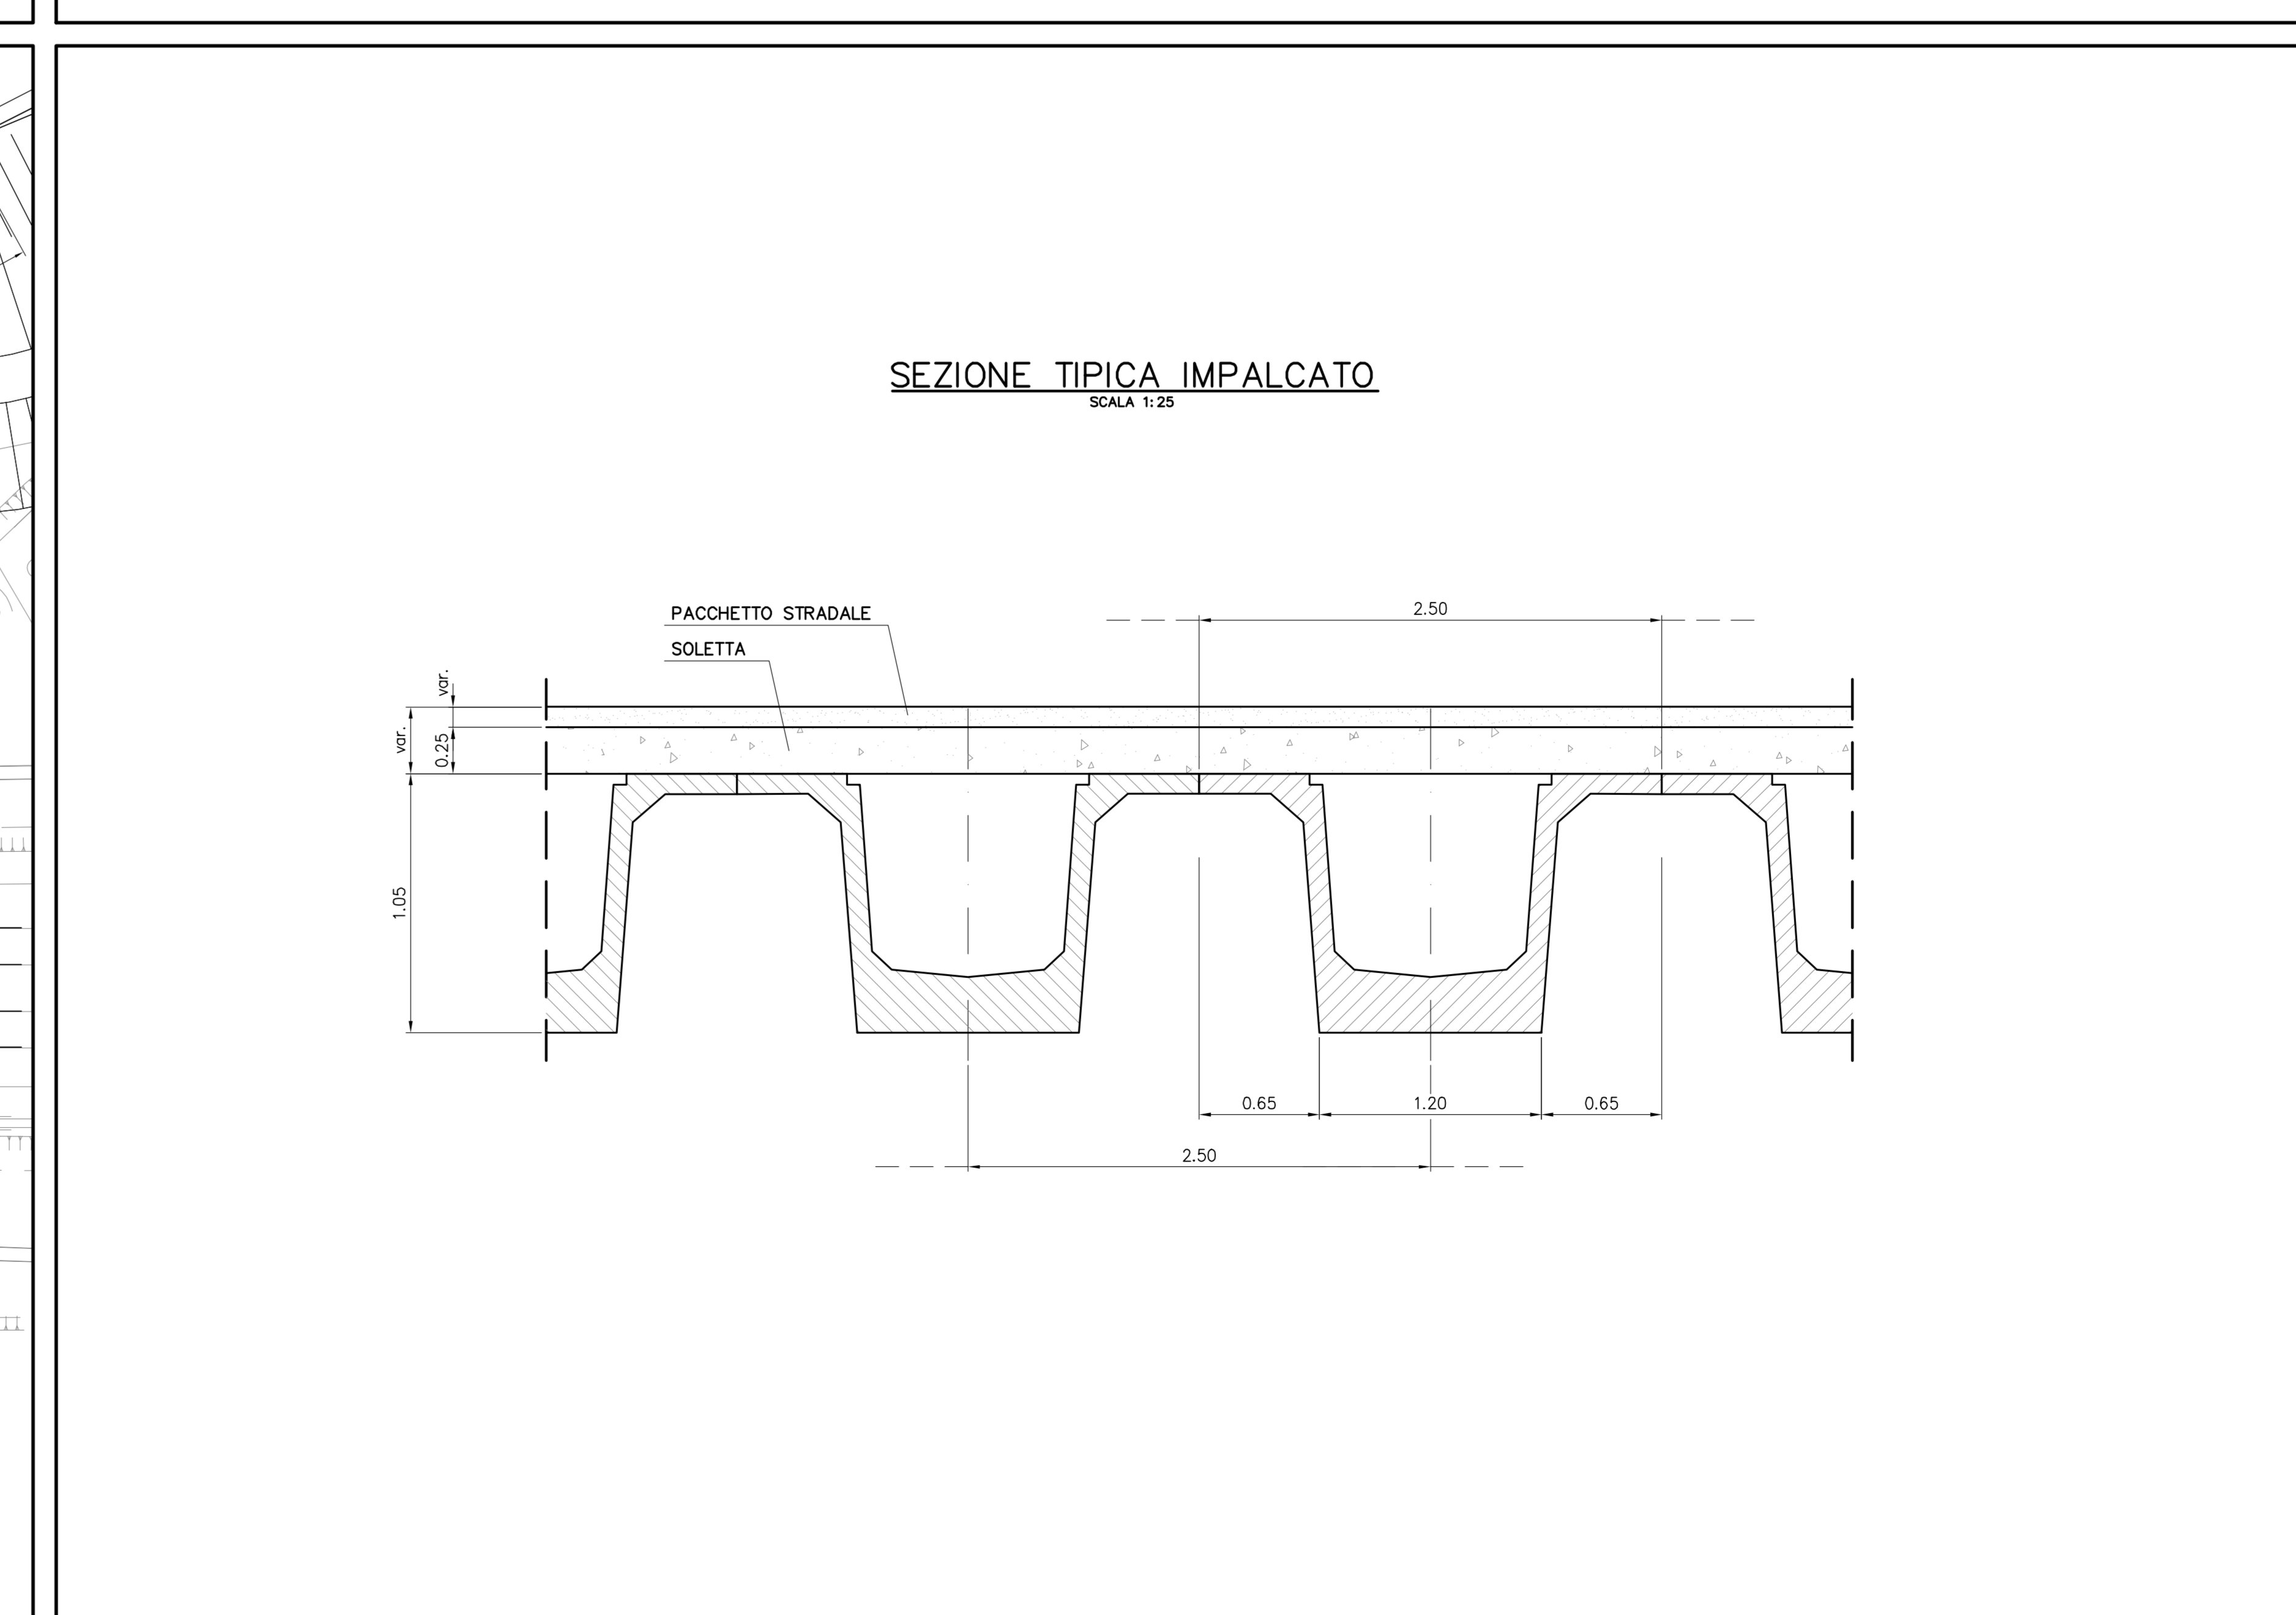 SEZIONE TIPICA IMPALCATO
SCALA 1:25
PACCHETTO STRADALE
SOLETTA
2.50
var.
var.
0.25
1.05
0.65
1.20
0.65
2.50